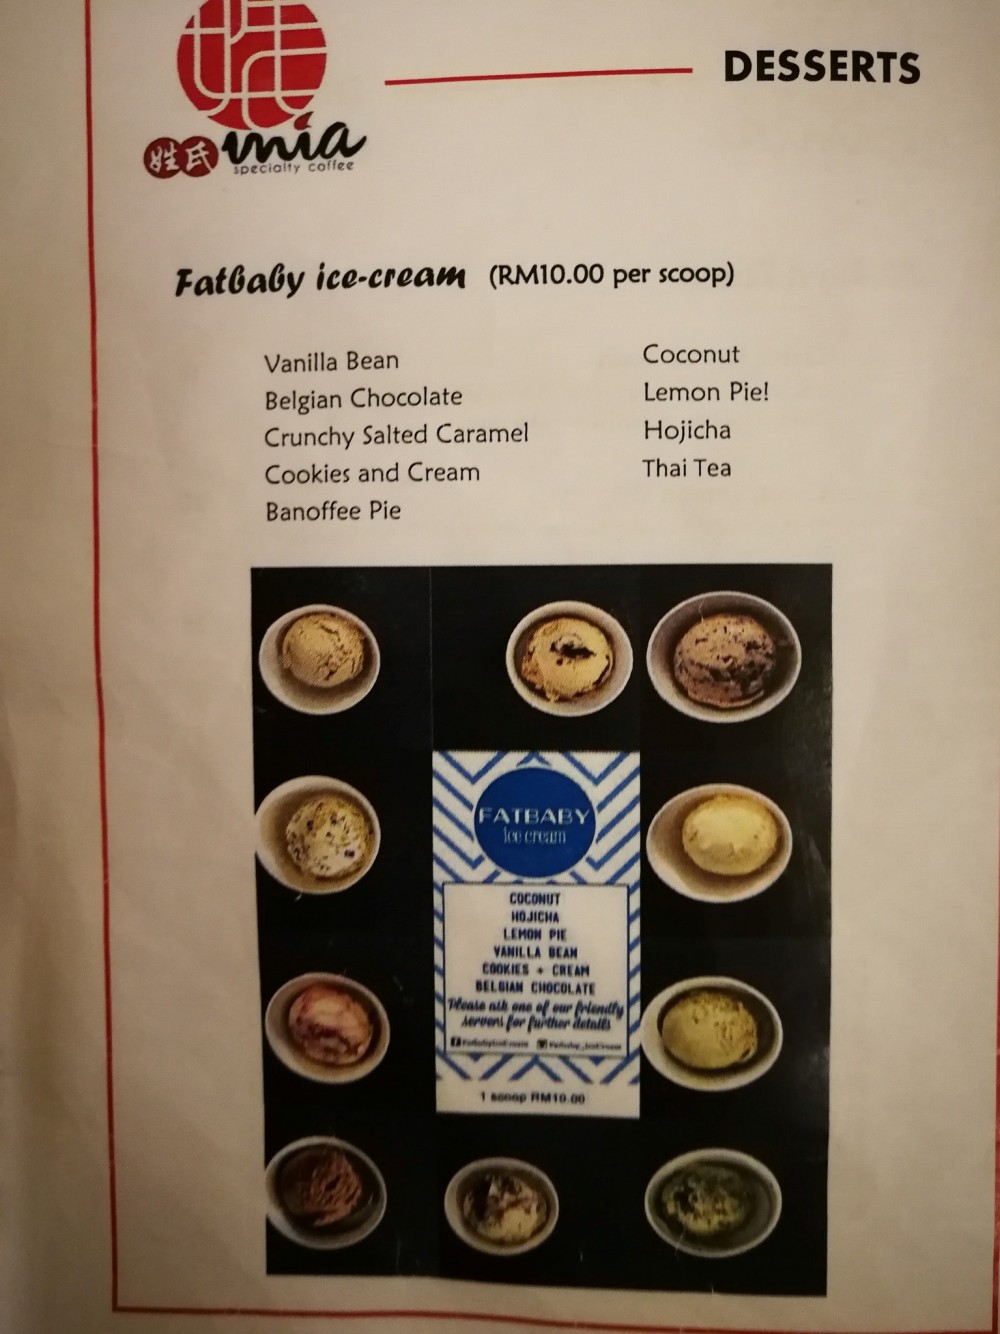 DESSERTS
姓氏 mía
specialty coffee
Fatbaby ice-cream (RM10.00 per scoop)
Vanilla Bean
Belgian Chocolate
Crunchy Salted Caramel
Cookies and Cream
Banoffee Pie
Coconut
Lemon Pie!
Hojicha
Thai Tea
FATBABY
ice cream
COCONUT
HOJICHA
LEMON PIE
VANILLA BEAN
COOKIES + CREAM
BELGIAN CHOCOLATE
Please ask one of our friendly
servers for further details
1 scoop RM10.00